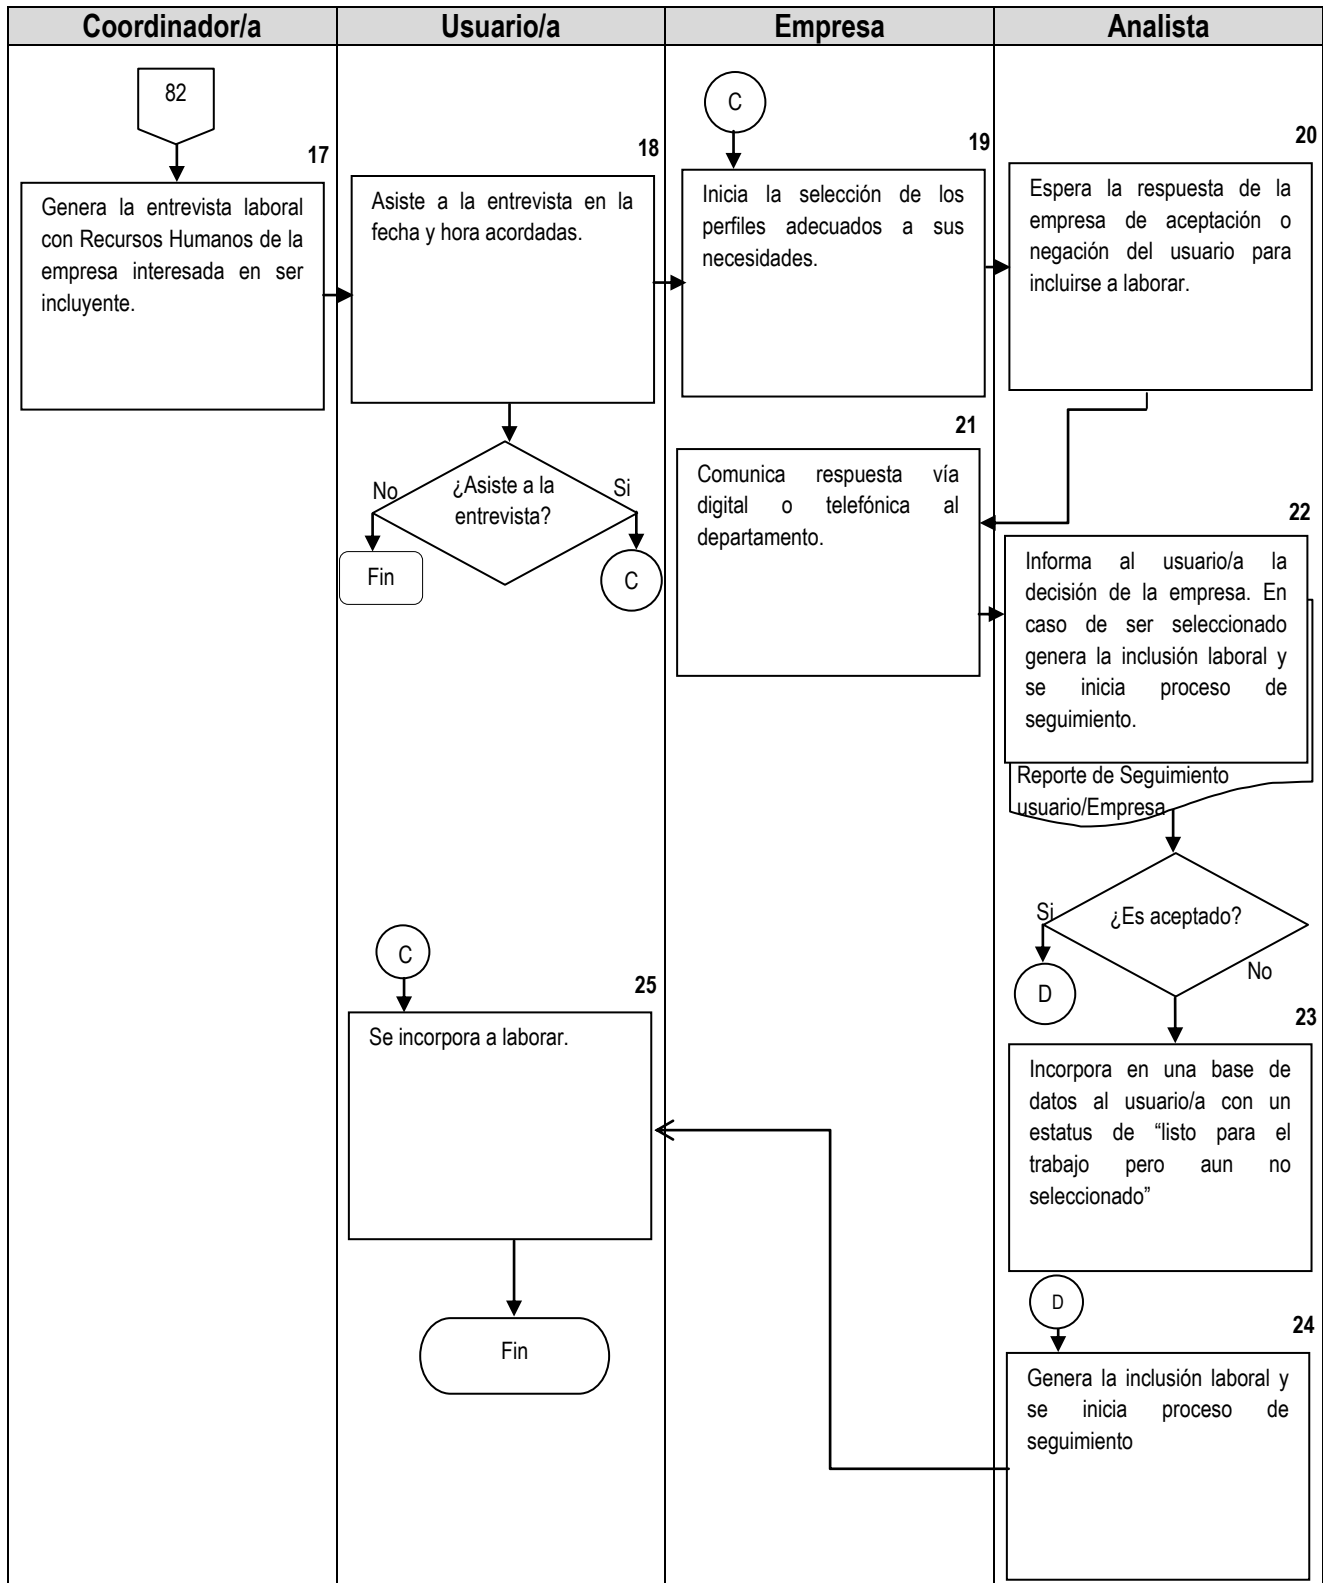 Coordinador/a
Usuario/a
Empresa
Analista
82
17
Genera la entrevista laboral
con Recursos Humanos de la
empresa interesada en ser
incluyente.
18
Asiste a la entrevista en la
fecha y hora acordadas.
¿Asiste a la
entrevista?
No
Si
Fin
C
C
19
Inicia la selección de los
perfiles adecuados a sus
necesidades.
20
Espera la respuesta de la
empresa de aceptación o
negación del usuario para
incluirse a laborar.
21
Comunica respuesta vía
digital o telefónica al
departamento.
22
Informa al usuario/a la
decisión de la empresa. En
caso de ser seleccionado
genera la inclusión laboral y
se inicia proceso de
seguimiento.
Reporte de Seguimiento
usuario/Empresa
¿Es aceptado?
Si
No
D
23
Incorpora en una base de
datos al usuario/a con un
estatus de “listo para el
trabajo pero aun no
seleccionado”
D
24
Genera la inclusión laboral y
se inicia proceso de
seguimiento
C
25
Se incorpora a laborar.
Fin